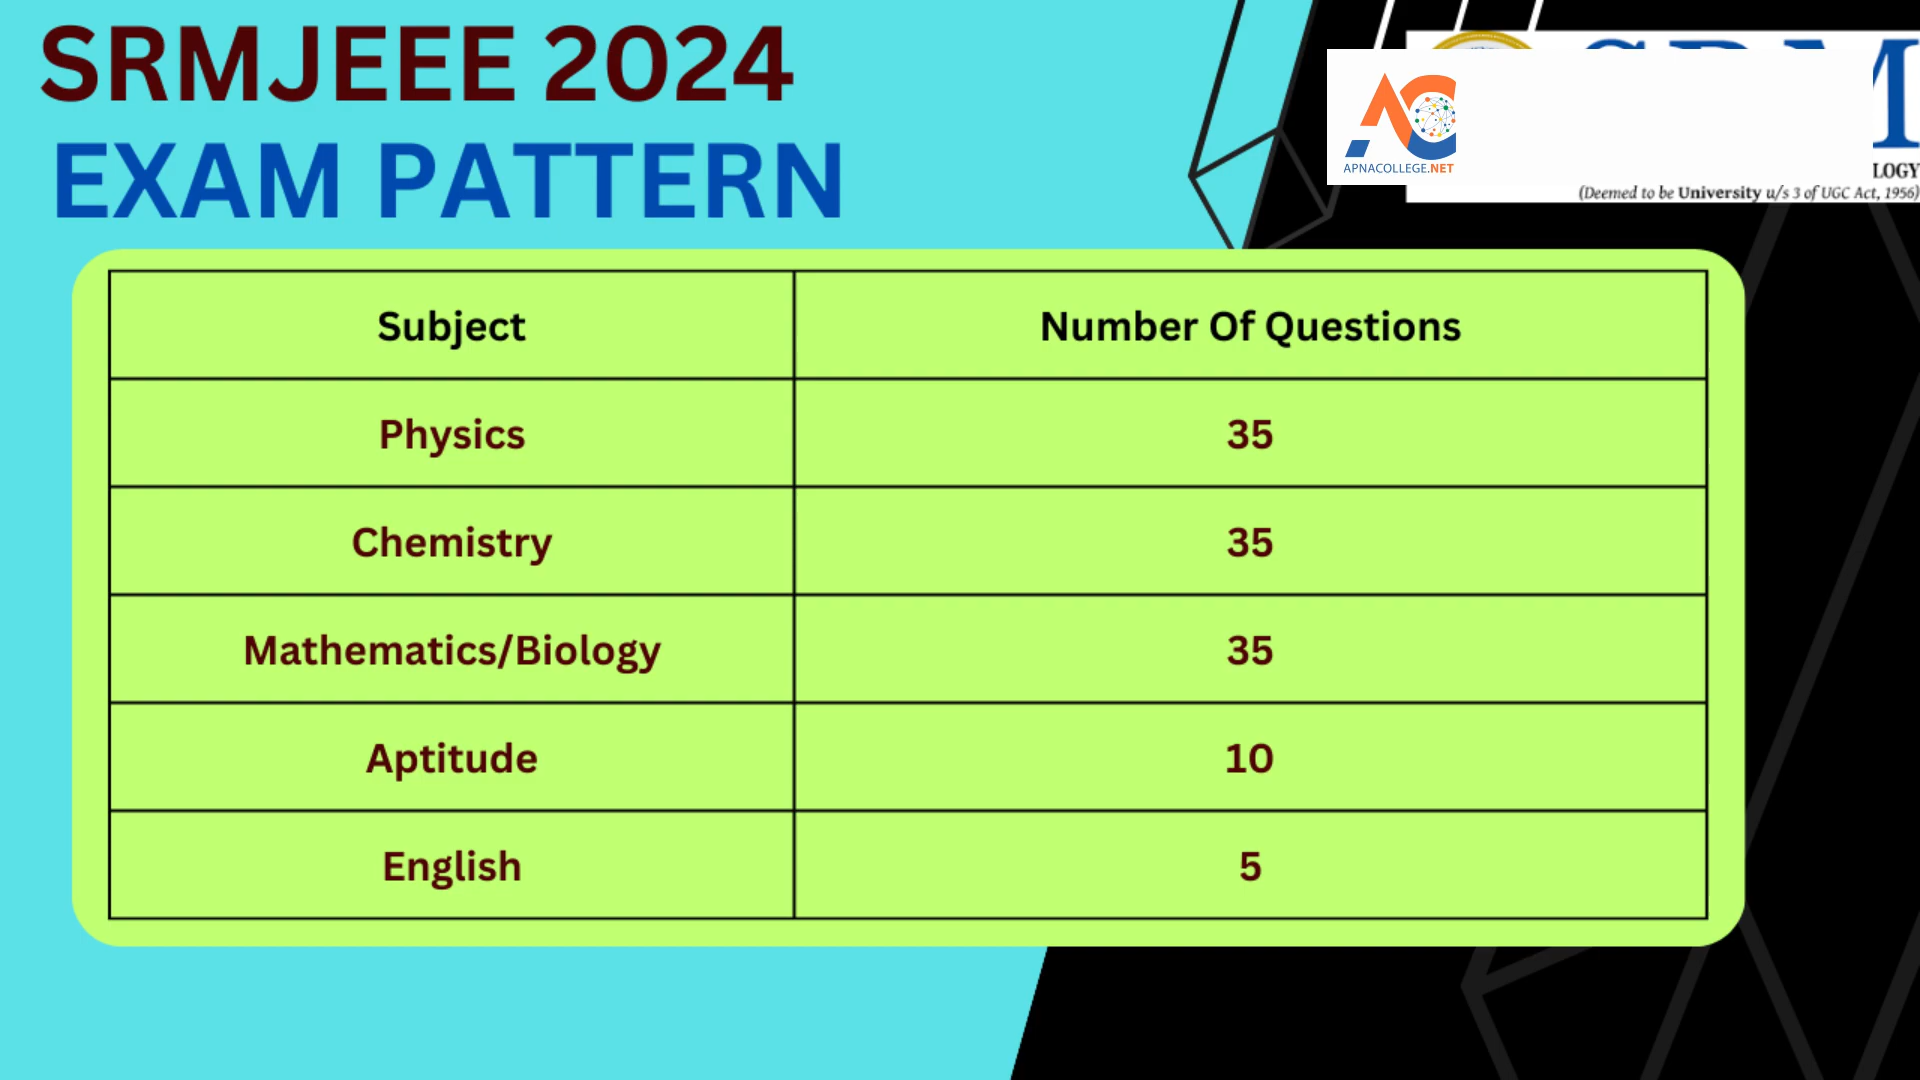 SRMJEEE 2024
EXAM PATTERN
APNACOLLEGE.NET
LOGY
(Deemed to be University u/s 3 of UGC Act, 1956)
Subject Number Of Questions
Physics 35
Chemistry 35
Mathematics/Biology 35
Aptitude 10
English 5